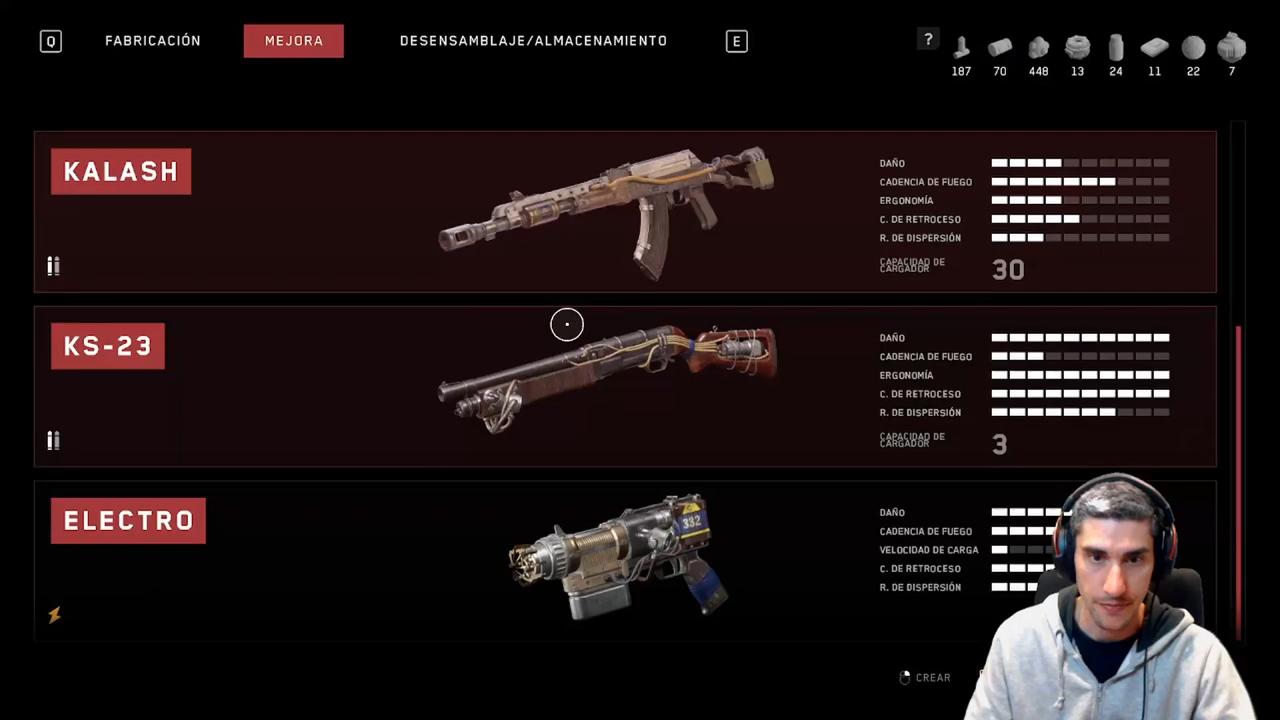 Q FABRICACIÓN MEJORA DESENSAMBLAJE/ALMACENAMIENTO E ?
187 70 448 13 24 11 22 7
KALASH
DAÑO
CADENCIA DE FUEGO
ERGONOMÍA
C. DE RETROCESO
R. DE DISPERSIÓN
CAPACIDAD DE
CARGADOR
30
KS-23
DAÑO
CADENCIA DE FUEGO
ERGONOMÍA
C. DE RETROCESO
R. DE DISPERSIÓN
CAPACIDAD DE
CARGADOR
3
ELECTRO
332
DAÑO
CADENCIA DE FUEGO
VELOCIDAD DE CARGA
C. DE RETROCESO
R. DE DISPERSIÓN
CREAR